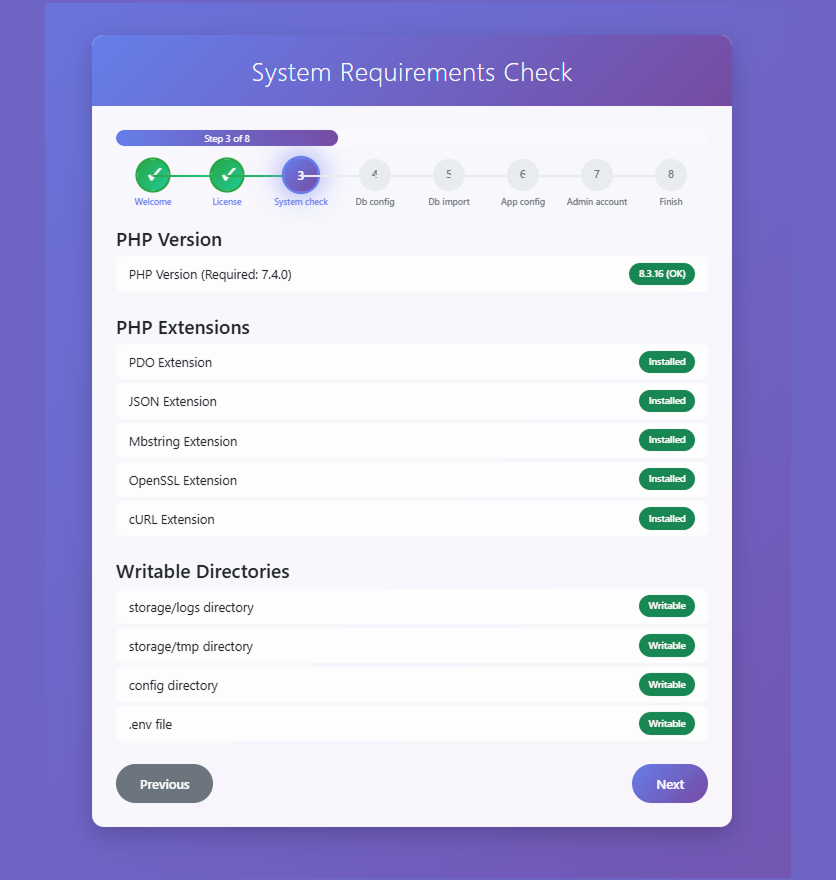 System Requirements Check
Step 3 of 8
3 4 5 6 7 8
Welcome License System check Db config Db import App config Admin account Finish
PHP Version
PHP Version (Required: 7.4.0) 8.3.16 (OK)
PHP Extensions
PDO Extension Installed
JSON Extension Installed
Mbstring Extension Installed
OpenSSL Extension Installed
cURL Extension Installed
Writable Directories
storage/logs directory Writable
storage/tmp directory Writable
config directory Writable
.env file Writable
Previous Next